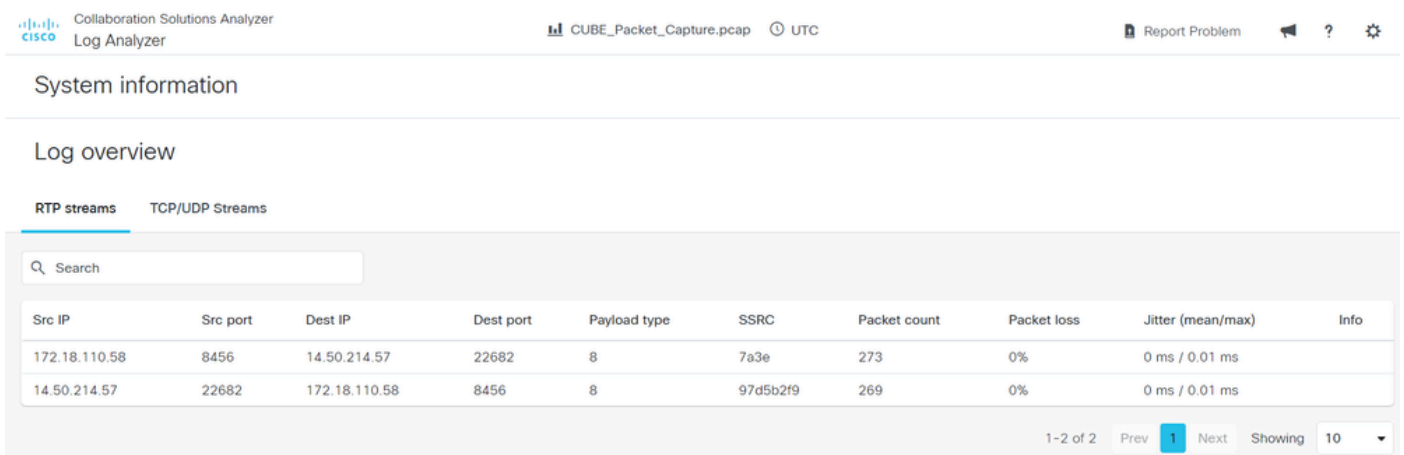 Collaboration Solutions Analyzer
CISCO Log Analyzer CUBE_Packet_Capture.pcap UTC Report Problem ?
System information
Log overview
RTP streams TCP/UDP Streams
Search
Src IP Src port Dest IP Dest port Payload type SSRC Packet count Packet loss Jitter (mean/max) Info
172.18.110.58 8456 14.50.214.57 22682 8 7a3e 273 0% 0 ms / 0.01 ms
14.50.214.57 22682 172.18.110.58 8456 8 97d5b2f9 269 0% 0 ms / 0.01 ms
1-2 of 2 Prev 1 Next Showing 10